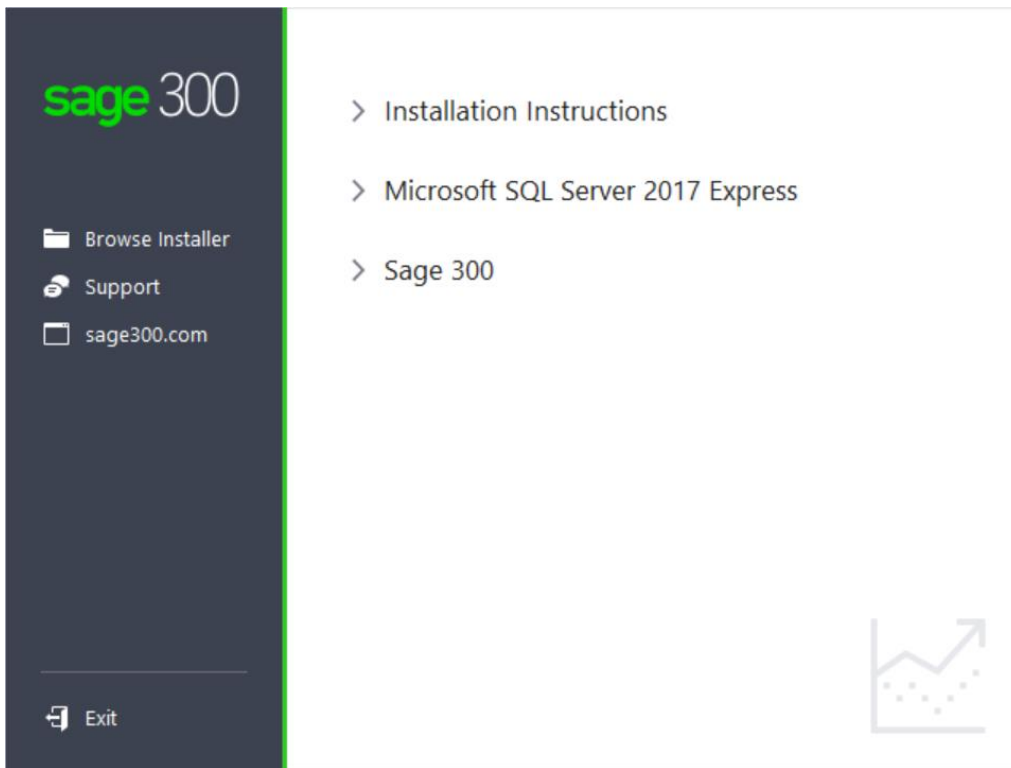 sage 300
Browse Installer
Support
sage300.com
Exit
Installation Instructions
Microsoft SQL Server 2017 Express
Sage 300